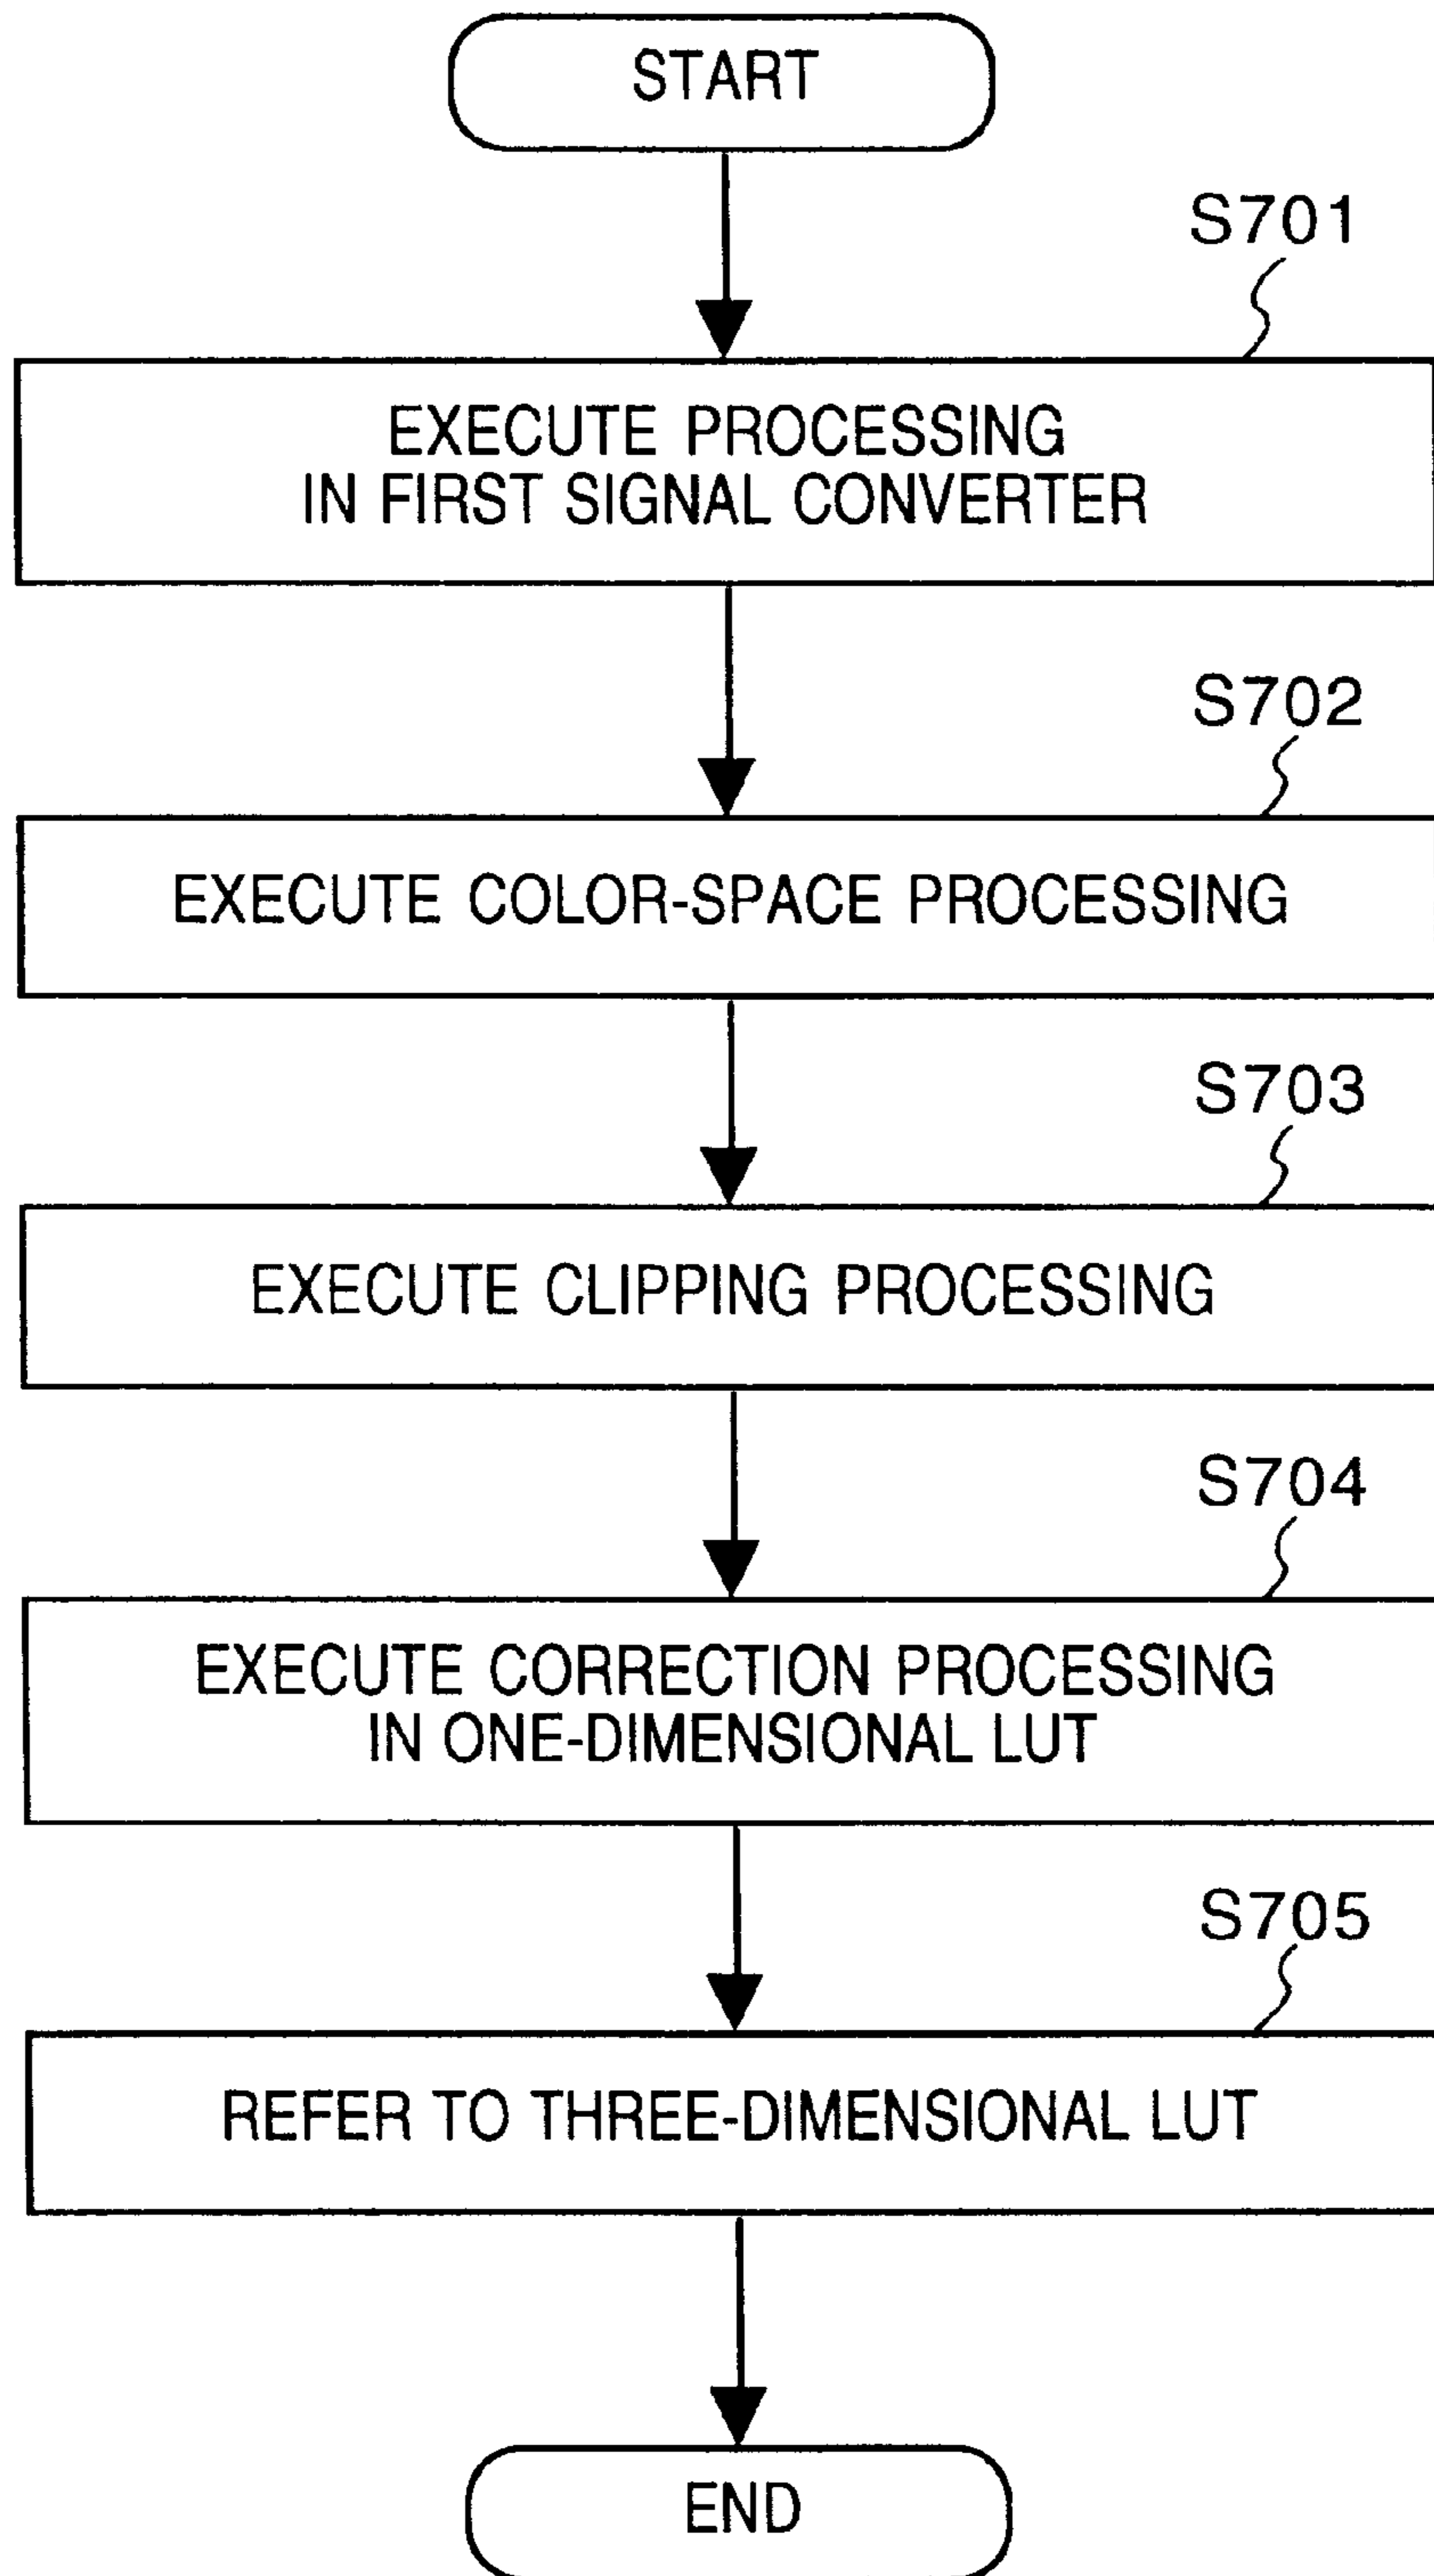 START
S701
EXECUTE PROCESSING
IN FIRST SIGNAL CONVERTER
S702
EXECUTE COLOR-SPACE PROCESSING
S703
EXECUTE CLIPPING PROCESSING
S704
EXECUTE CORRECTION PROCESSING
IN ONE-DIMENSIONAL LUT
S705
REFER TO THREE-DIMENSIONAL LUT
END